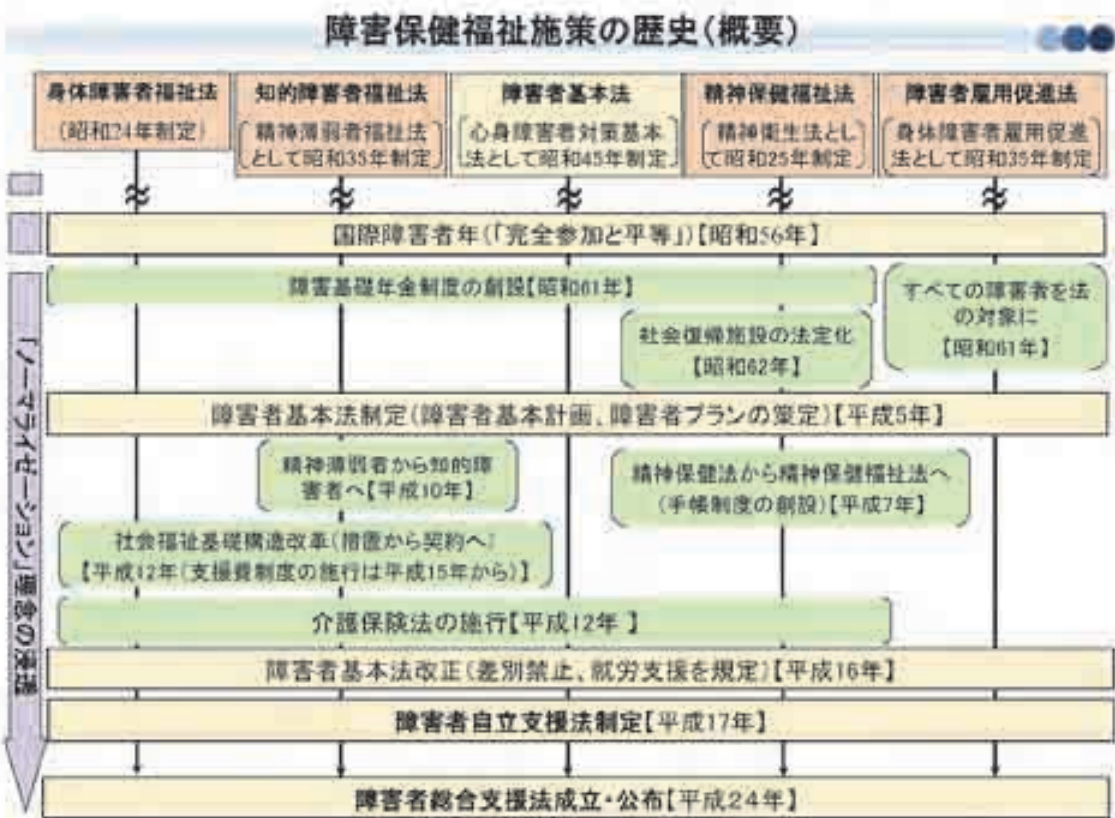 障害保健福祉施策の歴史(概要)
身体障害者福祉法
(昭和24年制定)
知的障害者福祉法
精神薄弱者福祉法
として昭和35年制定
障害者基本法
心身障害者対策基本
法として昭和45年制定
精神保健福祉法
精神衛生法とし
て昭和25年制定
障害者雇用促進法
身体障害者雇用促進
法として昭和35年制定
国際障害者年(「完全参加と平等」)【昭和56年】
障害基礎年金制度の創設【昭和61年】
すべての障害者を法
の対象に
【昭和61年】
社会復帰施設の法定化
【昭和62年】
障害者基本法制定(障害者基本計画、障害者プランの策定)【平成5年】
精神薄弱者から知的障
害者へ【平成10年】
精神保健法から精神保健福祉法へ
(手帳制度の創設)【平成7年】
社会福祉基礎構造改革(措置から契約へ)
【平成12年(支援費制度の施行は平成15年から)】
介護保険法の施行【平成12年 】
障害者基本法改正(差別禁止、就労支援を規定)【平成16年】
障害者自立支援法制定【平成17年】
障害者総合支援法成立・公布【平成24年】
「ノーマライゼーション」理念の浸透